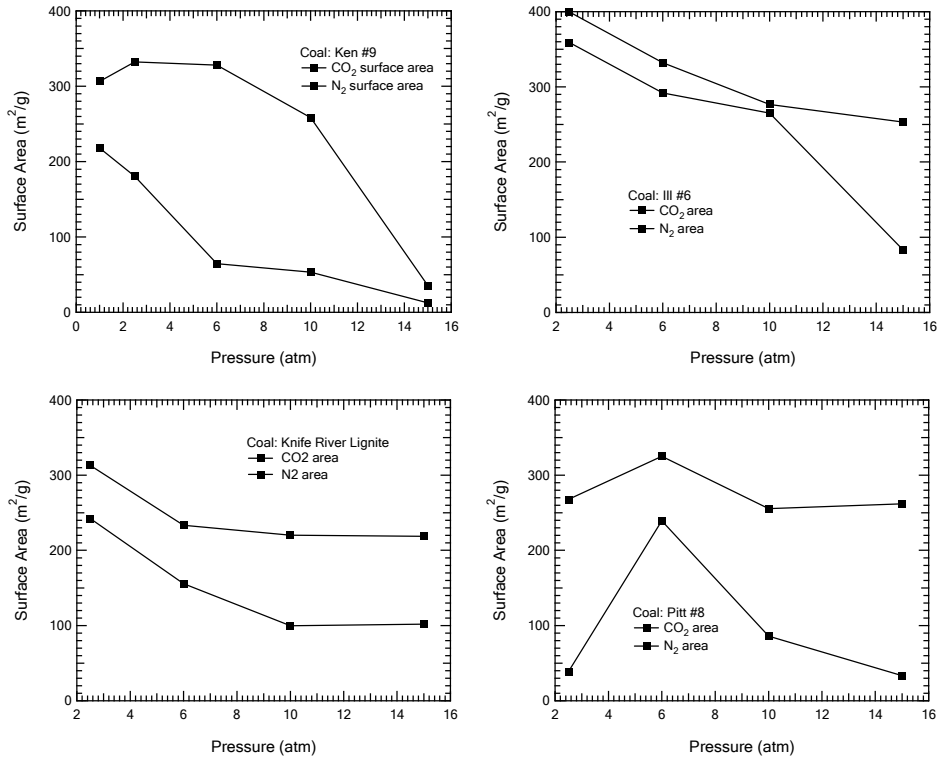 400
300
200
100
0
Surface Area (m²/g)
Coal: Ken #9
CO₂ surface area
N₂ surface area
0 2 4 6 8 10 12 14 16
Pressure (atm)
400
300
200
100
0
Surface Area (m²/g)
Coal: Ill #6
CO₂ area
N₂ area
2 4 6 8 10 12 14 16
Pressure (atm)
400
300
200
100
0
Surface Area (m²/g)
Coal: Knife River Lignite
CO2 area
N2 area
2 4 6 8 10 12 14 16
Pressure (atm)
400
300
200
100
0
Surface Area (m²/g)
Coal: Pitt #8
CO₂ area
N₂ area
2 4 6 8 10 12 14 16
Pressure (atm)